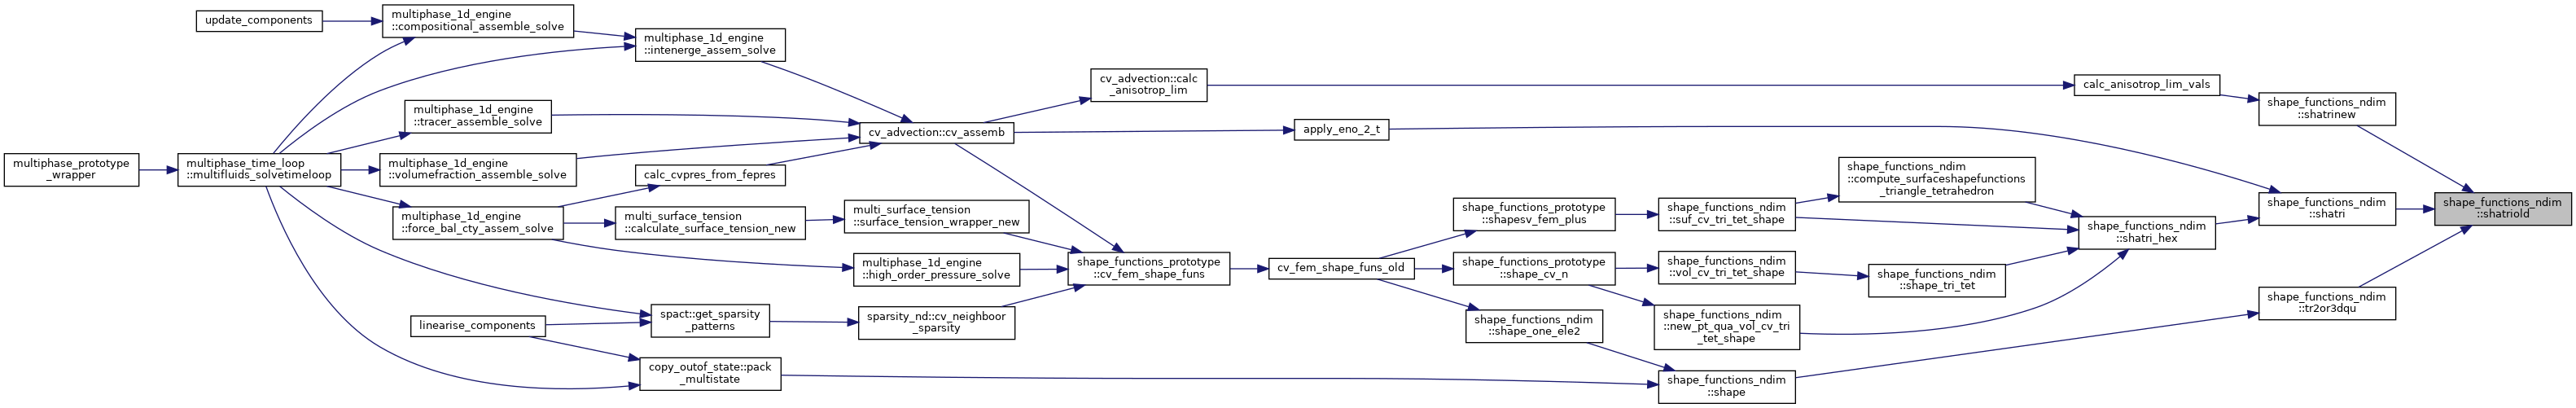 update_components
multiphase_1d_engine
::compositional_assemble_solve
multiphase_1d_engine
::intenerge_assem_solve
cv_advection::calc
_anisotrop_lim
calc_anisotrop_lim_vals
shape_functions_ndim
::shatrinew
multiphase_1d_engine
::tracer_assemble_solve
cv_advection::cv_assemb
apply_eno_2_t
multiphase_prototype
_wrapper
multiphase_time_loop
::multifluids_solvetimeloop
multiphase_1d_engine
::volumefraction_assemble_solve
calc_cvpres_from_fepres
shape_functions_ndim
::compute_surfaceshapefunctions
_triangle_tetrahedron
multiphase_1d_engine
::force_bal_cty_assem_solve
multi_surface_tension
::calculate_surface_tension_new
multi_surface_tension
::surface_tension_wrapper_new
shape_functions_prototype
::shapesv_fem_plus
shape_functions_ndim
::suf_cv_tri_tet_shape
shape_functions_ndim
::shatri_hex
shape_functions_ndim
::shatri
shape_functions_ndim
::shatriold
multiphase_1d_engine
::high_order_pressure_solve
shape_functions_prototype
::cv_fem_shape_funs
cv_fem_shape_funs_old
shape_functions_prototype
::shape_cv_n
shape_functions_ndim
::vol_cv_tri_tet_shape
shape_functions_ndim
::shape_tri_tet
linearise_components
spact::get_sparsity
_patterns
sparsity_nd::cv_neighboor
_sparsity
shape_functions_ndim
::shape_one_ele2
shape_functions_ndim
::new_pt_qua_vol_cv_tri
_tet_shape
shape_functions_ndim
::tr2or3dqu
copy_outof_state::pack
_multistate
shape_functions_ndim
::shape